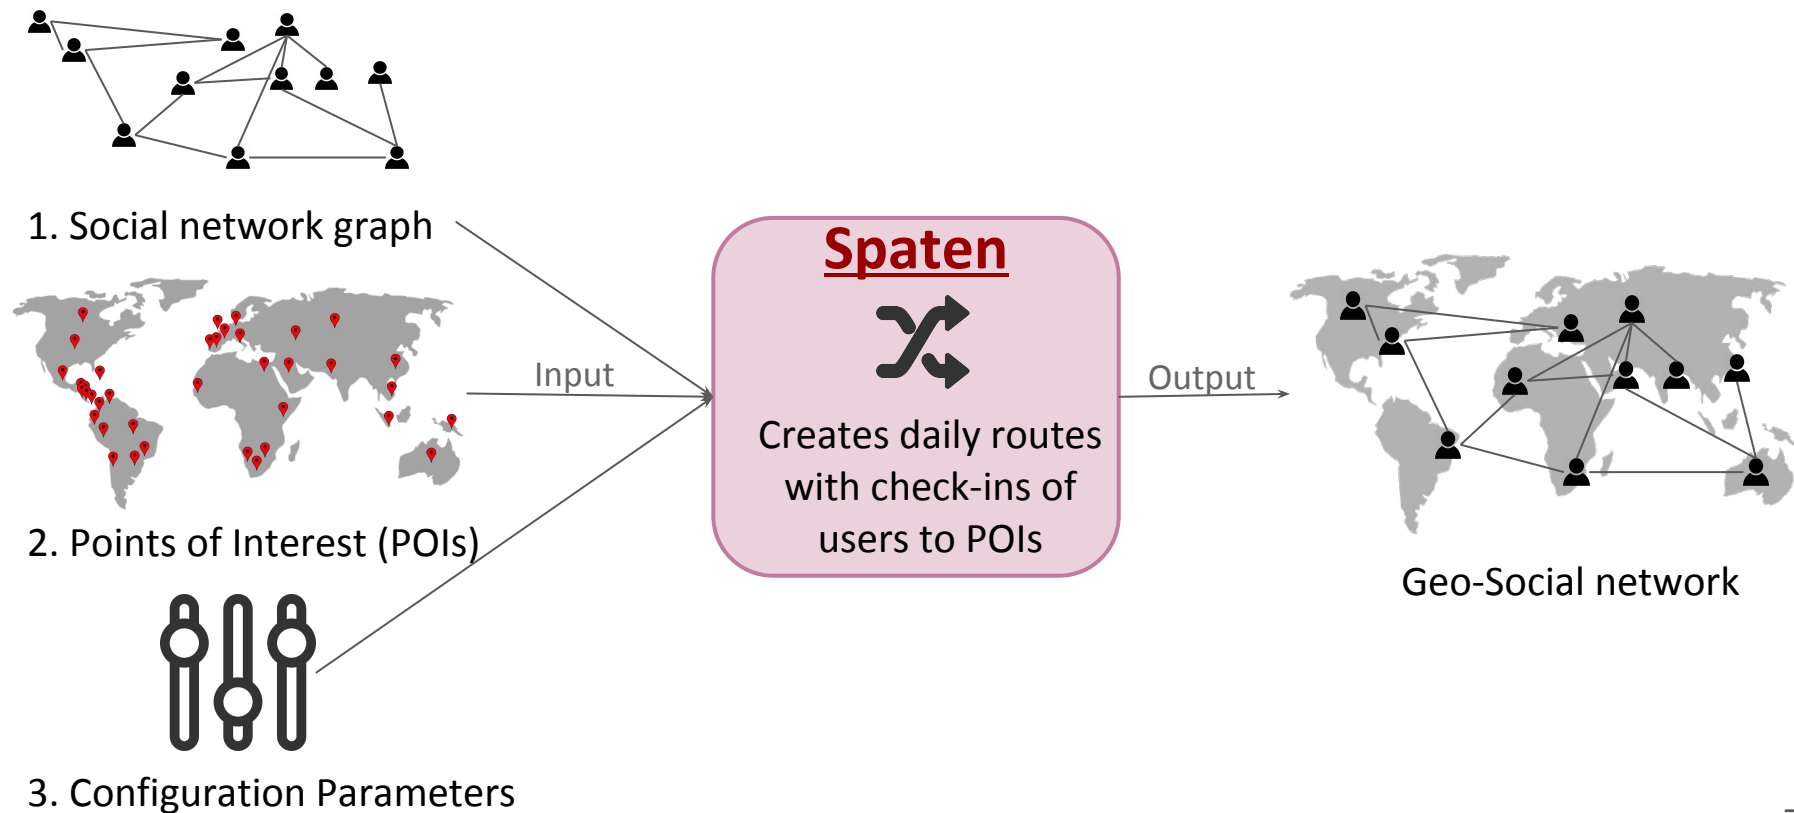 1. Social network graph
2. Points of Interest (POIs)
3. Configuration Parameters
Input
Spaten
Creates daily routes
with check-ins of
users to POIs
Output
Geo-Social network